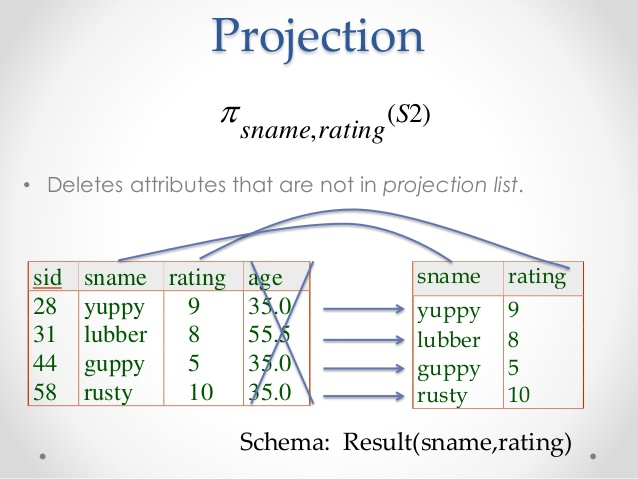 Projection
π sname,rating (S2)
• Deletes attributes that are not in projection list.
sid sname rating age
28 yuppy 9 35.0
31 lubber 8 55.5
44 guppy 5 35.0
58 rusty 10 35.0
sname rating
yuppy 9
lubber 8
guppy 5
rusty 10
Schema: Result(sname,rating)